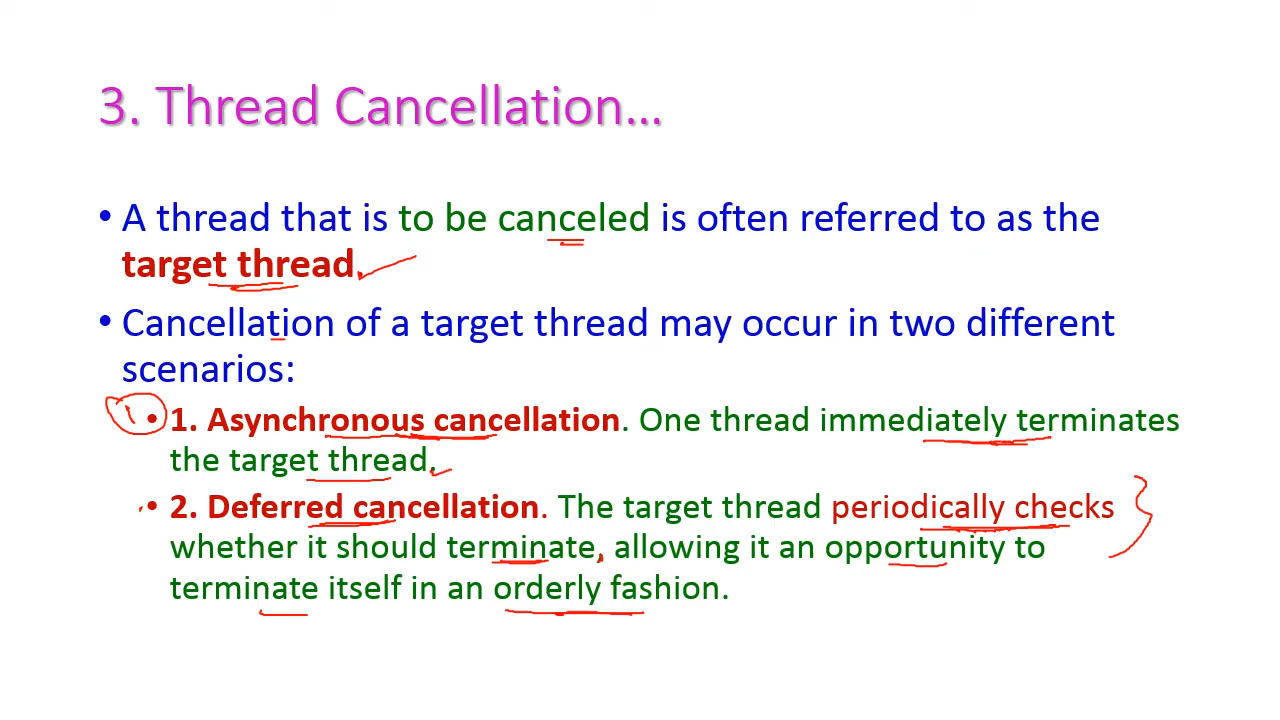 3. Thread Cancellation...
• A thread that is to be canceled is often referred to as the
target thread.
• Cancellation of a target thread may occur in two different
scenarios:
• 1. Asynchronous cancellation. One thread immediately terminates
the target thread.
• 2. Deferred cancellation. The target thread periodically checks
whether it should terminate, allowing it an opportunity to
terminate itself in an orderly fashion.